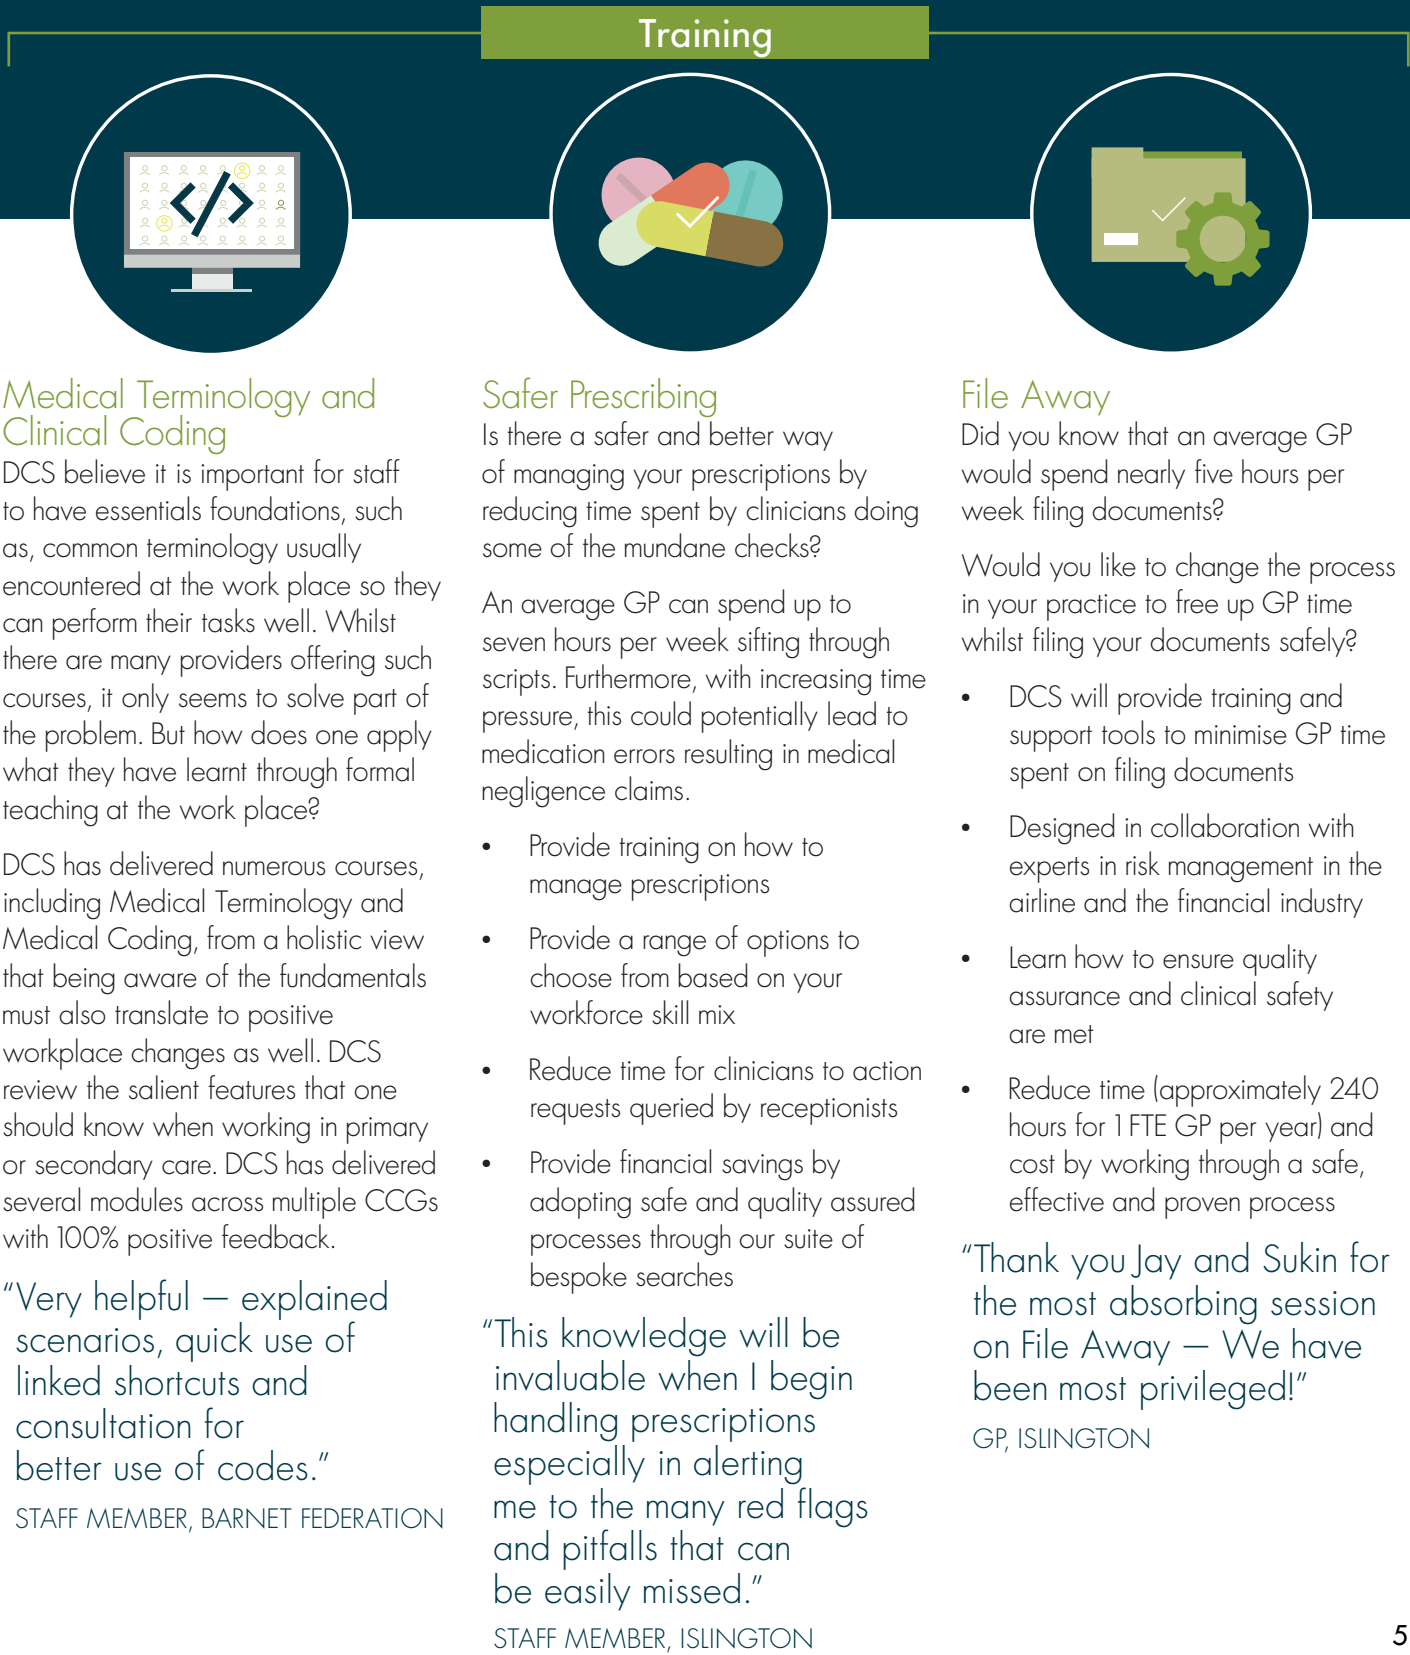 Training
Medical Terminology and
Clinical Coding
DCS believe it is important for staff
to have essentials foundations, such
as, common terminology usually
encountered at the work place so they
can perform their tasks well. Whilst
there are many providers offering such
courses, it only seems to solve part of
the problem. But how does one apply
what they have learnt through formal
teaching at the work place?
DCS has delivered numerous courses,
including Medical Terminology and
Medical Coding, from a holistic view
that being aware of the fundamentals
must also translate to positive
workplace changes as well. DCS
review the salient features that one
should know when working in primary
or secondary care. DCS has delivered
several modules across multiple CCGs
with 100% positive feedback.
“Very helpful – explained
scenarios, quick use of
linked shortcuts and
consultation for
better use of codes.”
STAFF MEMBER, BARNET FEDERATION
Safer Prescribing
Is there a safer and better way
of managing your prescriptions by
reducing time spent by clinicians doing
some of the mundane checks?
An average GP can spend up to
seven hours per week sifting through
scripts. Furthermore, with increasing time
pressure, this could potentially lead to
medication errors resulting in medical
negligence claims.
• Provide training on how to
manage prescriptions
• Provide a range of options to
choose from based on your
workforce skill mix
• Reduce time for clinicians to action
requests queried by receptionists
• Provide financial savings by
adopting safe and quality assured
processes through our suite of
bespoke searches
“This knowledge will be
invaluable when I begin
handling prescriptions
especially in alerting
me to the many red flags
and pitfalls that can
be easily missed.”
STAFF MEMBER, ISLINGTON
File Away
Did you know that an average GP
would spend nearly five hours per
week filing documents?
Would you like to change the process
in your practice to free up GP time
whilst filing your documents safely?
• DCS will provide training and
support tools to minimise GP time
spent on filing documents
• Designed in collaboration with
experts in risk management in the
airline and the financial industry
• Learn how to ensure quality
assurance and clinical safety
are met
• Reduce time (approximately 240
hours for 1 FTE GP per year) and
cost by working through a safe,
effective and proven process
“Thank you Jay and Sukin for
the most absorbing session
on File Away – We have
been most privileged!”
GP, ISLINGTON
5